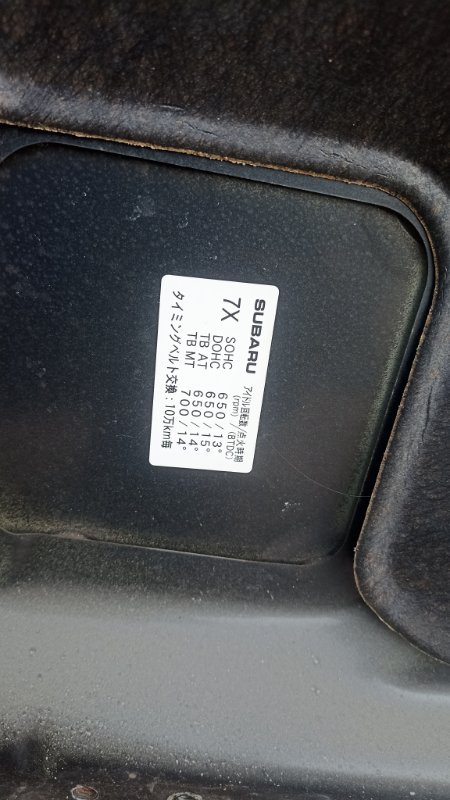 SUBARU
アイドル回転数/点火時期
(rpm) / (BTDC)
7X SOHC 650/13°
DOHC 650/15°
TB AT 650/14°
TB MT 700/14°
タイミングベルト交換:10万km毎